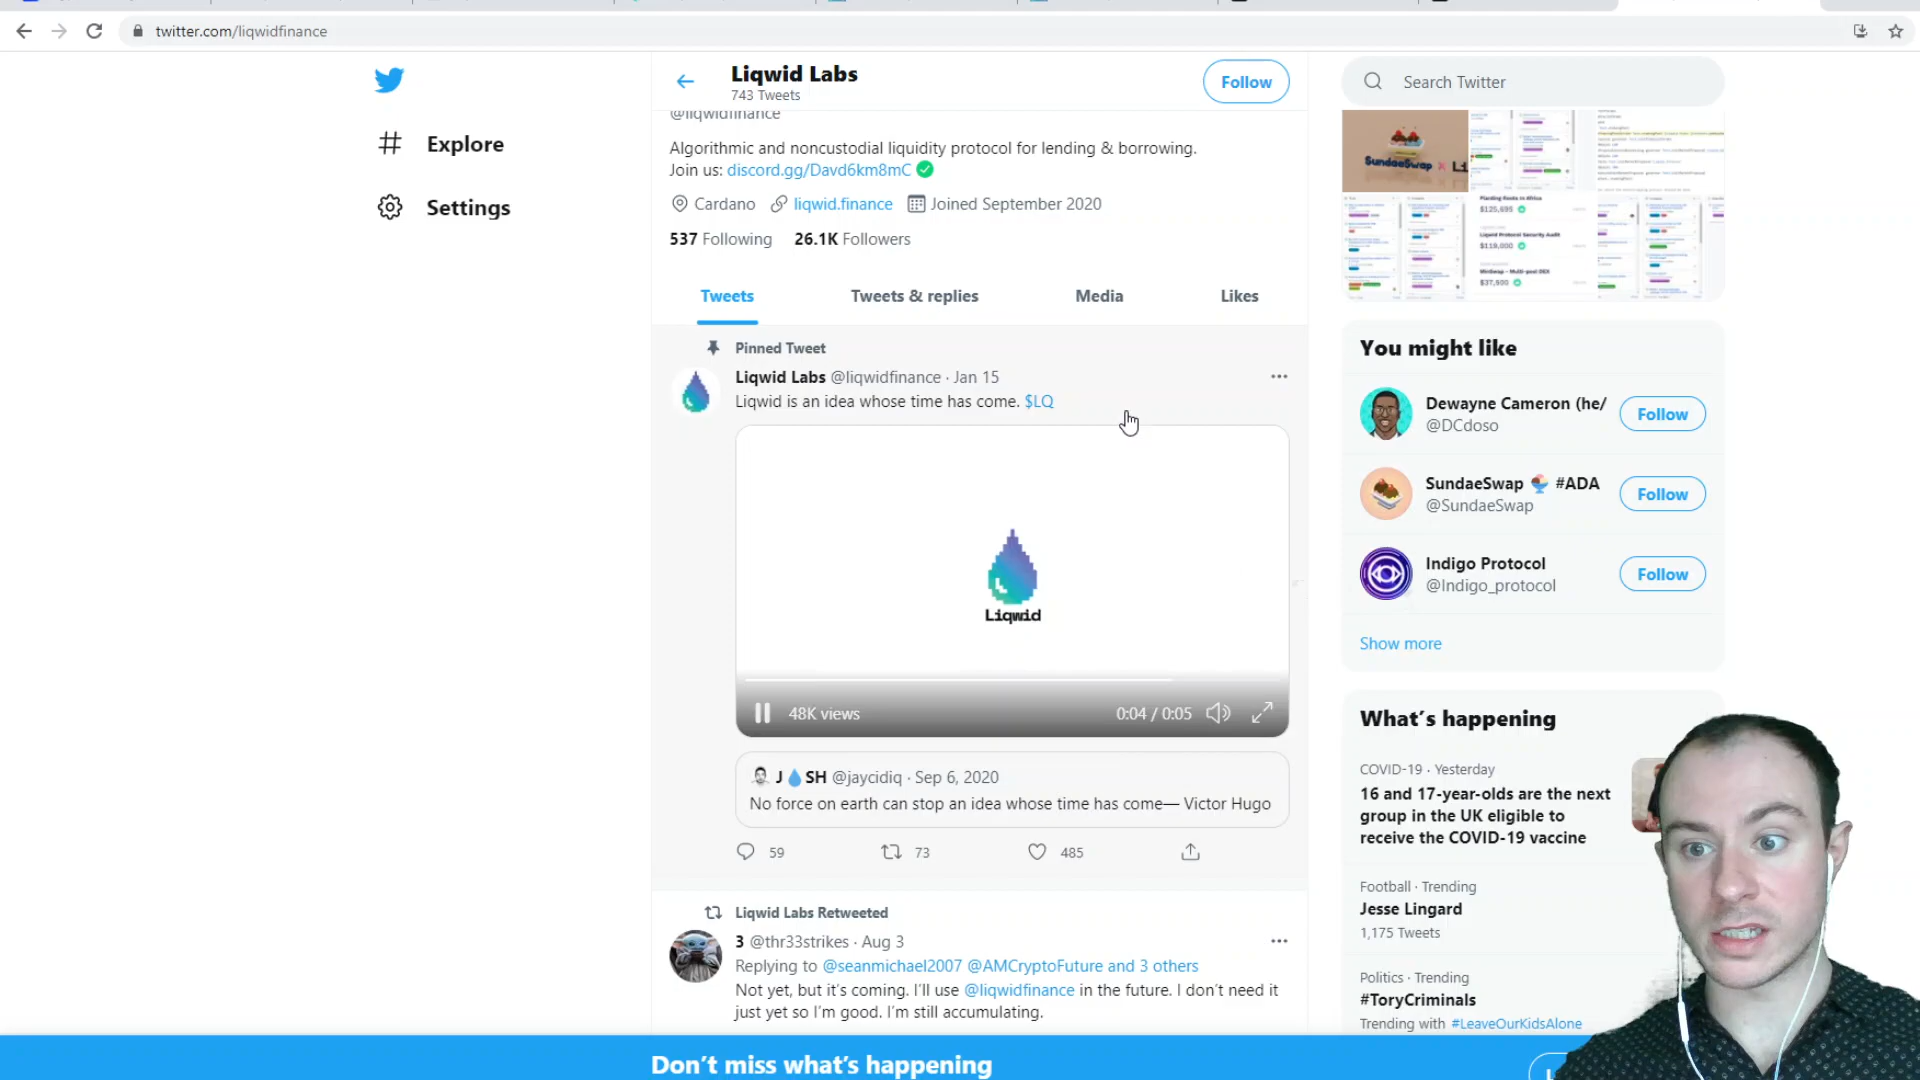 twitter.com/liqwidfinance
Liqwid Labs
743 Tweets
Follow
Search Twitter
@liqwidfinance
Explore
Settings
Algorithmic and noncustodial liquidity protocol for lending & borrowing.
Join us: discord.gg/Davd6km8mC
Cardano liqwid.finance Joined September 2020
537 Following 26.1K Followers
Tweets Tweets & replies Media Likes
Pinned Tweet
Liqwid Labs @liqwidfinance · Jan 15
Liqwid is an idea whose time has come. $LQ
Liqwid
48K views 0:04 / 0:05
J SH @jaycidiq · Sep 6, 2020
No force on earth can stop an idea whose time has come— Victor Hugo
59 73 485
Liqwid Labs Retweeted
3 @thr33strikes · Aug 3
Replying to @seanmichael2007 @AMCryptoFuture and 3 others
Not yet, but it's coming. I'll use @liqwidfinance in the future. I don't need it
just yet so I'm good. I'm still accumulating.
SundaeSwap x Li
$125,695
$119,000
$37,900
You might like
Dewayne Cameron (he/
@DCdoso
Follow
SundaeSwap #ADA
@SundaeSwap
Follow
Indigo Protocol
@Indigo_protocol
Follow
Show more
What's happening
COVID-19 · Yesterday
16 and 17-year-olds are the next
group in the UK eligible to
receive the COVID-19 vaccine
Football · Trending
Jesse Lingard
1,175 Tweets
Politics · Trending
#ToryCriminals
Trending with #LeaveOurKidsAlone
Don't miss what's happening